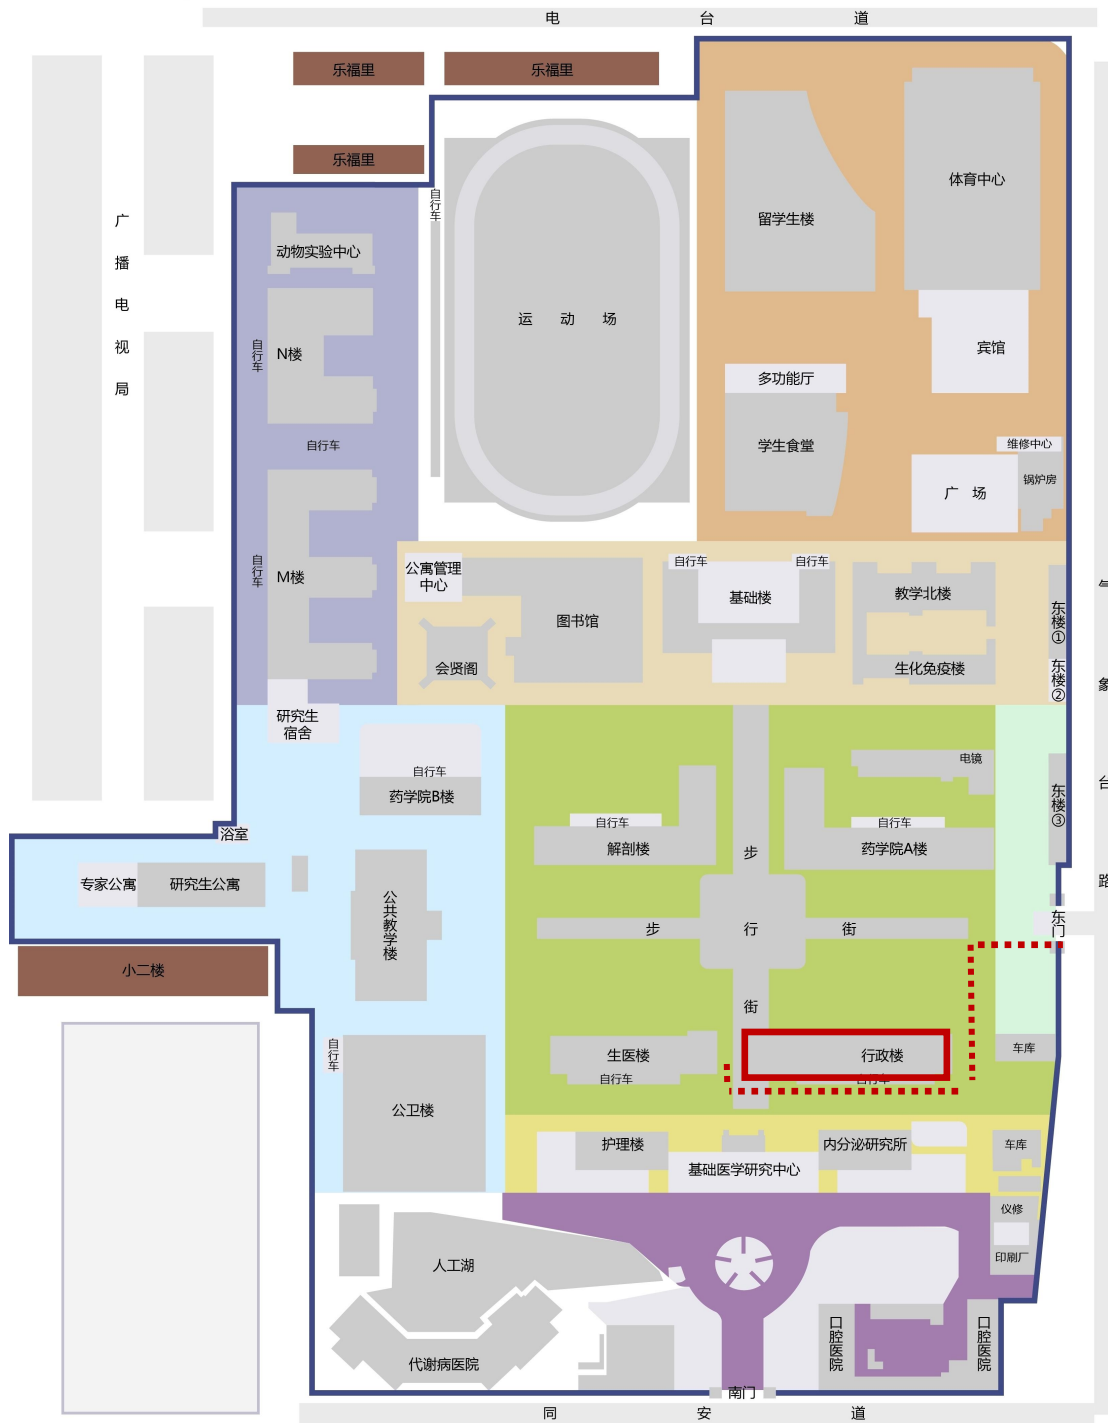 电台道
乐福里
乐福里
乐福里
广播电视局
自行车
动物实验中心
自行车
N楼
自行车
自行车
M楼
研究生
宿舍
运动场
留学生楼
体育中心
宾馆
多功能厅
学生食堂
维修中心
锅炉房
广场
公寓管理
中心
图书馆
会贤阁
自行车
自行车
基础楼
教学北楼
生化免疫楼
东楼①
东楼②
气象台路
自行车
药学院B楼
浴室
专家公寓
研究生公寓
公共教学楼
小二楼
自行车
解剖楼
电镜
自行车
药学院A楼
东楼③
东门
步行街
步行街
生医楼
自行车
行政楼
自行车
车库
自行车
公卫楼
护理楼
基础医学研究中心
内分泌研究所
车库
仪修
印刷厂
人工湖
代谢病医院
口腔医院
口腔医院
南门
同安道